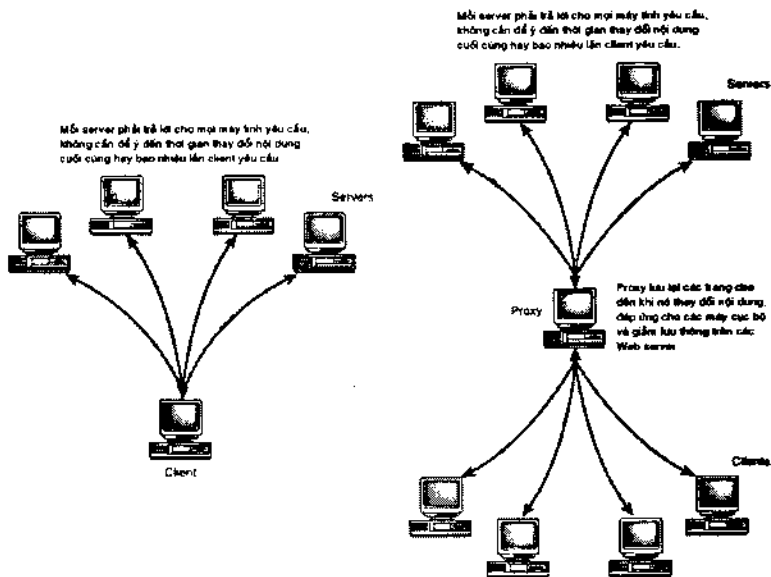 Mỗi server phải trả lời cho mọi máy tính yêu cầu,
không cần để ý đến thời gian thay đổi nội dung
cuối cùng hay bao nhiêu lần client yêu cầu
Servers
Client
Mỗi server phải trả lời cho mọi máy tính yêu cầu,
không cần để ý đến thời gian thay đổi nội dung
cuối cùng hay bao nhiêu lần client yêu cầu.
Servers
Proxy
Proxy lưu lại các trang cho
đến khi nó thay đổi nội dung,
đáp ứng cho các máy cục bộ
và giảm lưu thông trên các
Web server
Clients